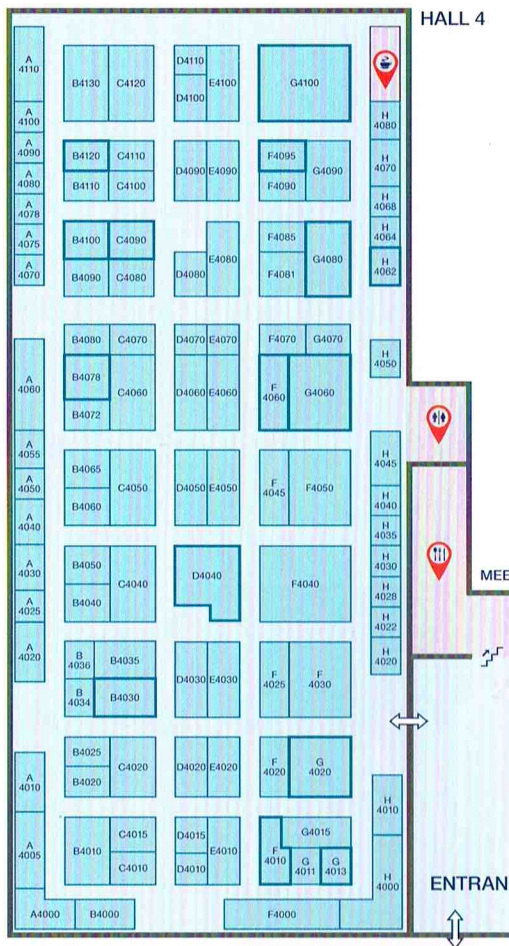 HALL 4
A
4110
B4130
C4120
D4110
D4100
E4100
G4100
A
4100
H
4080
A
4090
B4120
C4110
D4090
E4090
F4095
G4090
H
4070
A
4080
B4110
C4100
F4090
A
4078
H
4068
A
4075
B4100
C4090
E4080
F4085
G4080
H
4064
A
4070
B4090
C4080
D4080
F4081
H
4062
A
4060
B4080
C4070
D4070
E4070
F4070
G4070
H
4050
B4078
C4060
D4060
E4060
F
4060
G4060
B4072
A
4055
B4065
C4050
D4050
E4050
F
4045
F4050
H
4045
A
4050
B4060
H
4040
A
4040
H
4035
A
4030
B4050
C4040
D4040
F4040
H
4030
A
4025
B4040
H
4028
A
4020
H
4022
B
4036
B4035
D4030
E4030
F
4025
F
4030
H
4020
B
4034
B4030
A
4010
B4025
C4020
D4020
E4020
F
4020
G
4020
B4020
H
4010
A
4005
B4010
C4015
D4015
E4010
F
4010
G4015
C4010
D4010
G
4011
G
4013
H
4000
A4000
B4000
F4000
MEE
ENTRAN